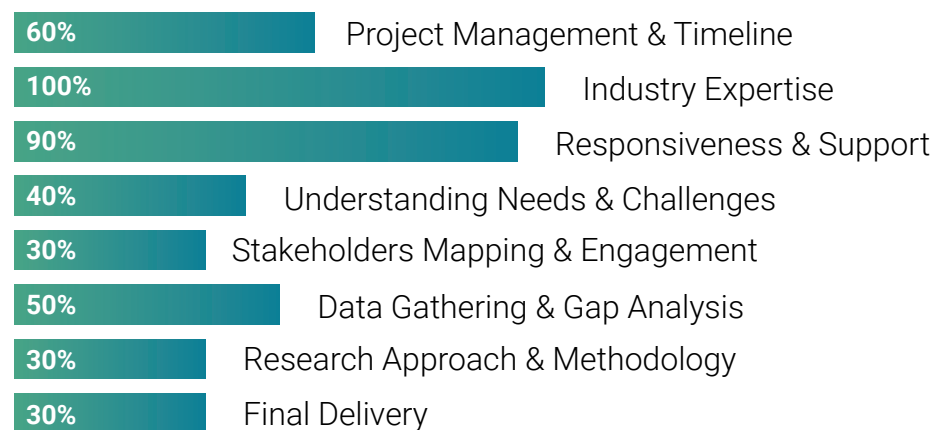 60% Project Management & Timeline
100% Industry Expertise
90% Responsiveness & Support
40% Understanding Needs & Challenges
30% Stakeholders Mapping & Engagement
50% Data Gathering & Gap Analysis
30% Research Approach & Methodology
30% Final Delivery